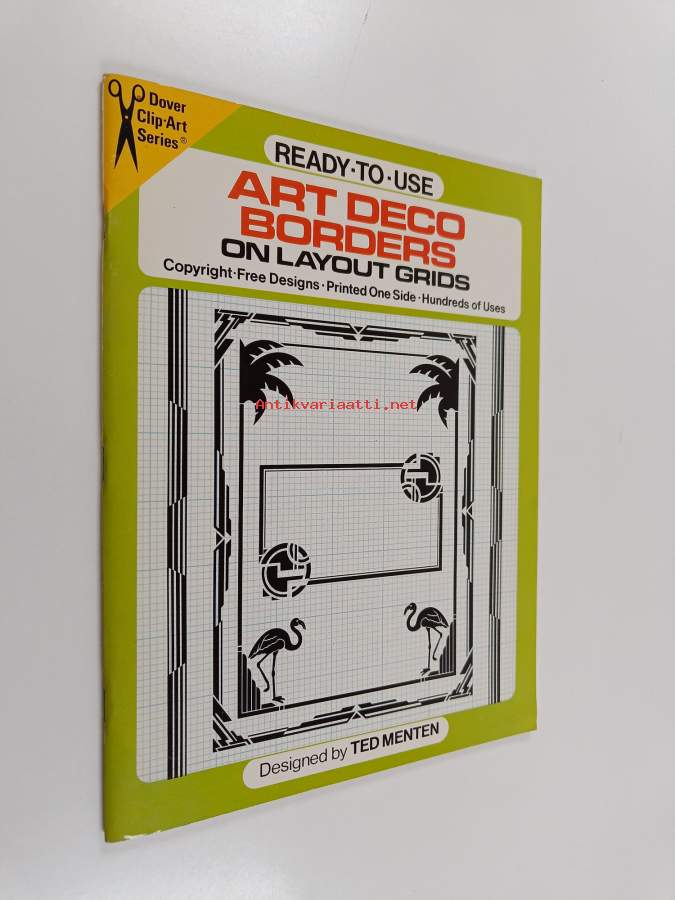 Dover
Clip·Art
Series®
READY·TO·USE
ART DECO
BORDERS
ON LAYOUT GRIDS
Copyright·Free Designs · Printed One Side · Hundreds of Uses
Antikvariaatti.net
Designed by TED MENTEN